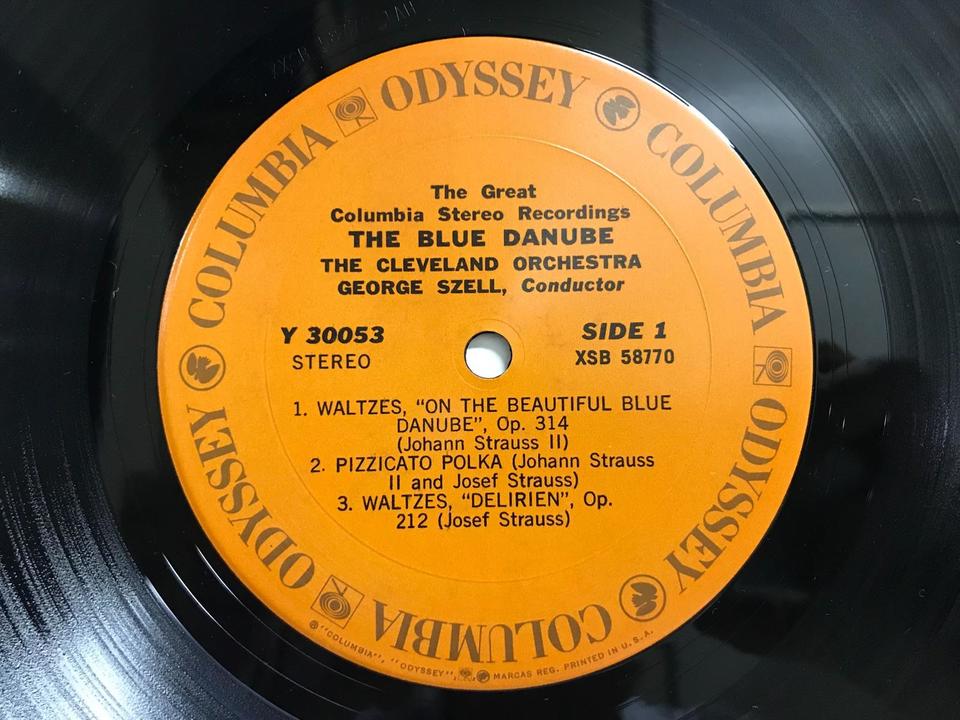 COLUMBIA ODYSSEY COLUMBIA ODYSSEY COLUMBIA ODYSSEY
The Great
Columbia Stereo Recordings
THE BLUE DANUBE
THE CLEVELAND ORCHESTRA
GEORGE SZELL, Conductor
Y 30053
SIDE 1
STEREO
XSB 58770
1. WALTZES, “ON THE BEAUTIFUL BLUE
DANUBE”, Op. 314
(Johann Strauss II)
2. PIZZICATO POLKA (Johann Strauss
II and Josef Strauss)
3. WALTZES, “DELIRIEN”, Op.
212 (Josef Strauss)
® “COLUMBIA”, “ODYSSEY”, MARCAS REG. PRINTED IN U.S.A.